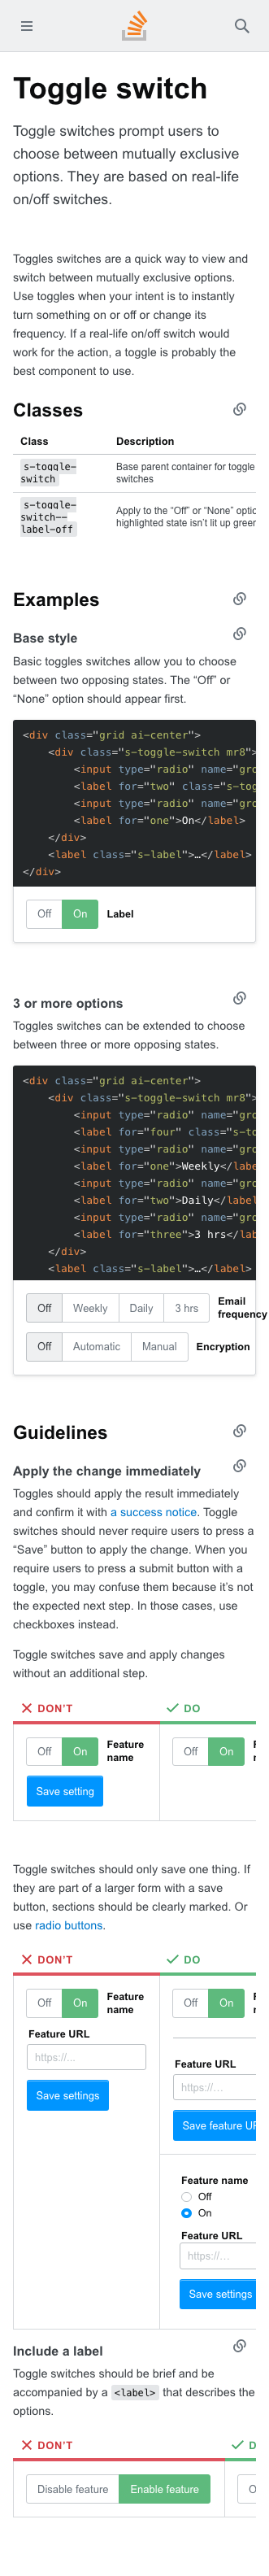 Toggle switch
Toggle switches prompt users to
choose between mutually exclusive
options. They are based on real-life
on/off switches.
Toggles switches are a quick way to view and
switch between mutually exclusive options.
Use toggles when your intent is to instantly
turn something on or off or change its
frequency. If a real-life on/off switch would
work for the action, a toggle is probably the
best component to use.
Classes
Class Description
s-toggle- Base parent container for toggle
switch switches
s-toggle-
switch-- Apply to the “Off” or “None”
label-off highlighted state isn’t lit up
Examples
Base style
Basic toggles switches allow you to choose
between two opposing states. The “Off” or
“None” option should appear first.
<div class="grid ai-center">
<div class="s-toggle-switch mr8">
<input type="radio" name="
<label for="two" class="
<input type="radio" name="
<label for="one">On</label>
</div>
<label class="s-label">…</label>
</div>
Off On Label
3 or more options
Toggles switches can be extended to choose
between three or more opposing states.
<div class="grid ai-center">
<div class="s-toggle-switch mr8">
<input type="radio" name="
<label for="four" class="
<input type="radio" name="
<label for="one">Weekly
<input type="radio" name="
<label for="two">Daily</label
<input type="radio" name="
<label for="three">3 hrs
</div>
<label class="s-label">…</label>
Off Weekly Daily 3 hrs Email
frequency
Off Automatic Manual Encryption
Guidelines
Apply the change immediately
Toggles should apply the result immediately
and confirm it with a success notice. Toggle
switches should never require users to press a
“Save” button to apply the change. When you
require users to press a submit button with a
toggle, you may confuse them because it’s not
the expected next step. In those cases, use
checkboxes instead.
Toggle switches save and apply changes
without an additional step.
DON’T DO
Off On Feature
name Off On
Save setting
Toggle switches should only save one thing. If
they are part of a larger form with a save
button, sections should be clearly marked. Or
use radio buttons.
DON’T DO
Off On Feature
name Off On
Feature URL
https://…
Save settings
Feature URL
https://…
Save feature
Feature name
Off
On
Feature URL
https://…
Save settings
Include a label
Toggle switches should be brief and be
accompanied by a <label> that describes the
options.
DON’T
Disable feature Enable feature